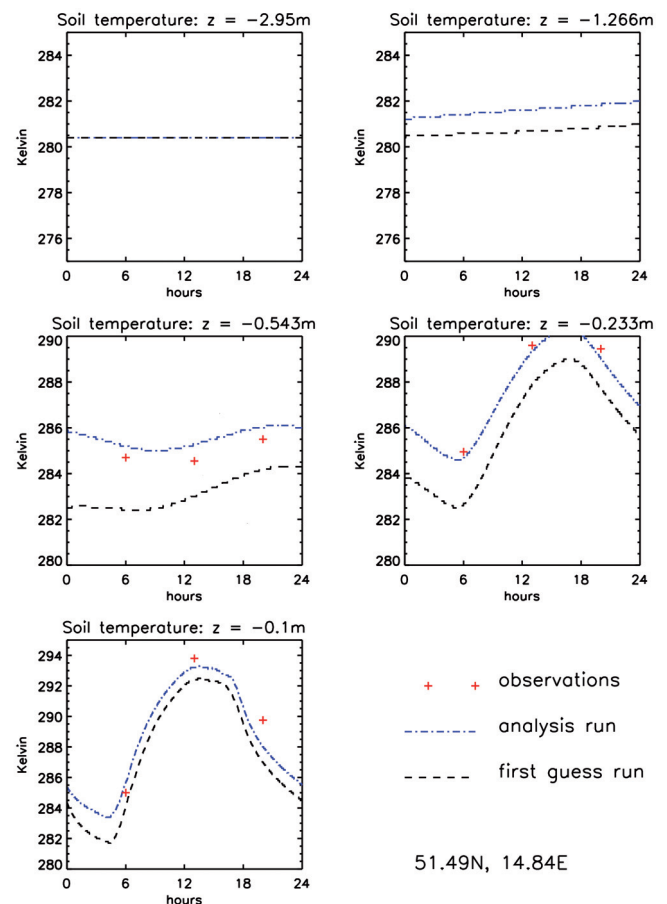 Soil temperature: z = −2.95m
284
282
280
278
276
Kelvin
0 6 12 18 24
hours
Soil temperature: z = −1.266m
284
282
280
278
276
Kelvin
0 6 12 18 24
hours
Soil temperature: z = −0.543m
290
288
286
284
282
280
Kelvin
0 6 12 18 24
hours
Soil temperature: z = −0.233m
290
288
286
284
282
280
Kelvin
0 6 12 18 24
hours
Soil temperature: z = −0.1m
294
292
290
288
286
284
282
280
Kelvin
0 6 12 18 24
hours
observations
analysis run
first guess run
51.49N, 14.84E